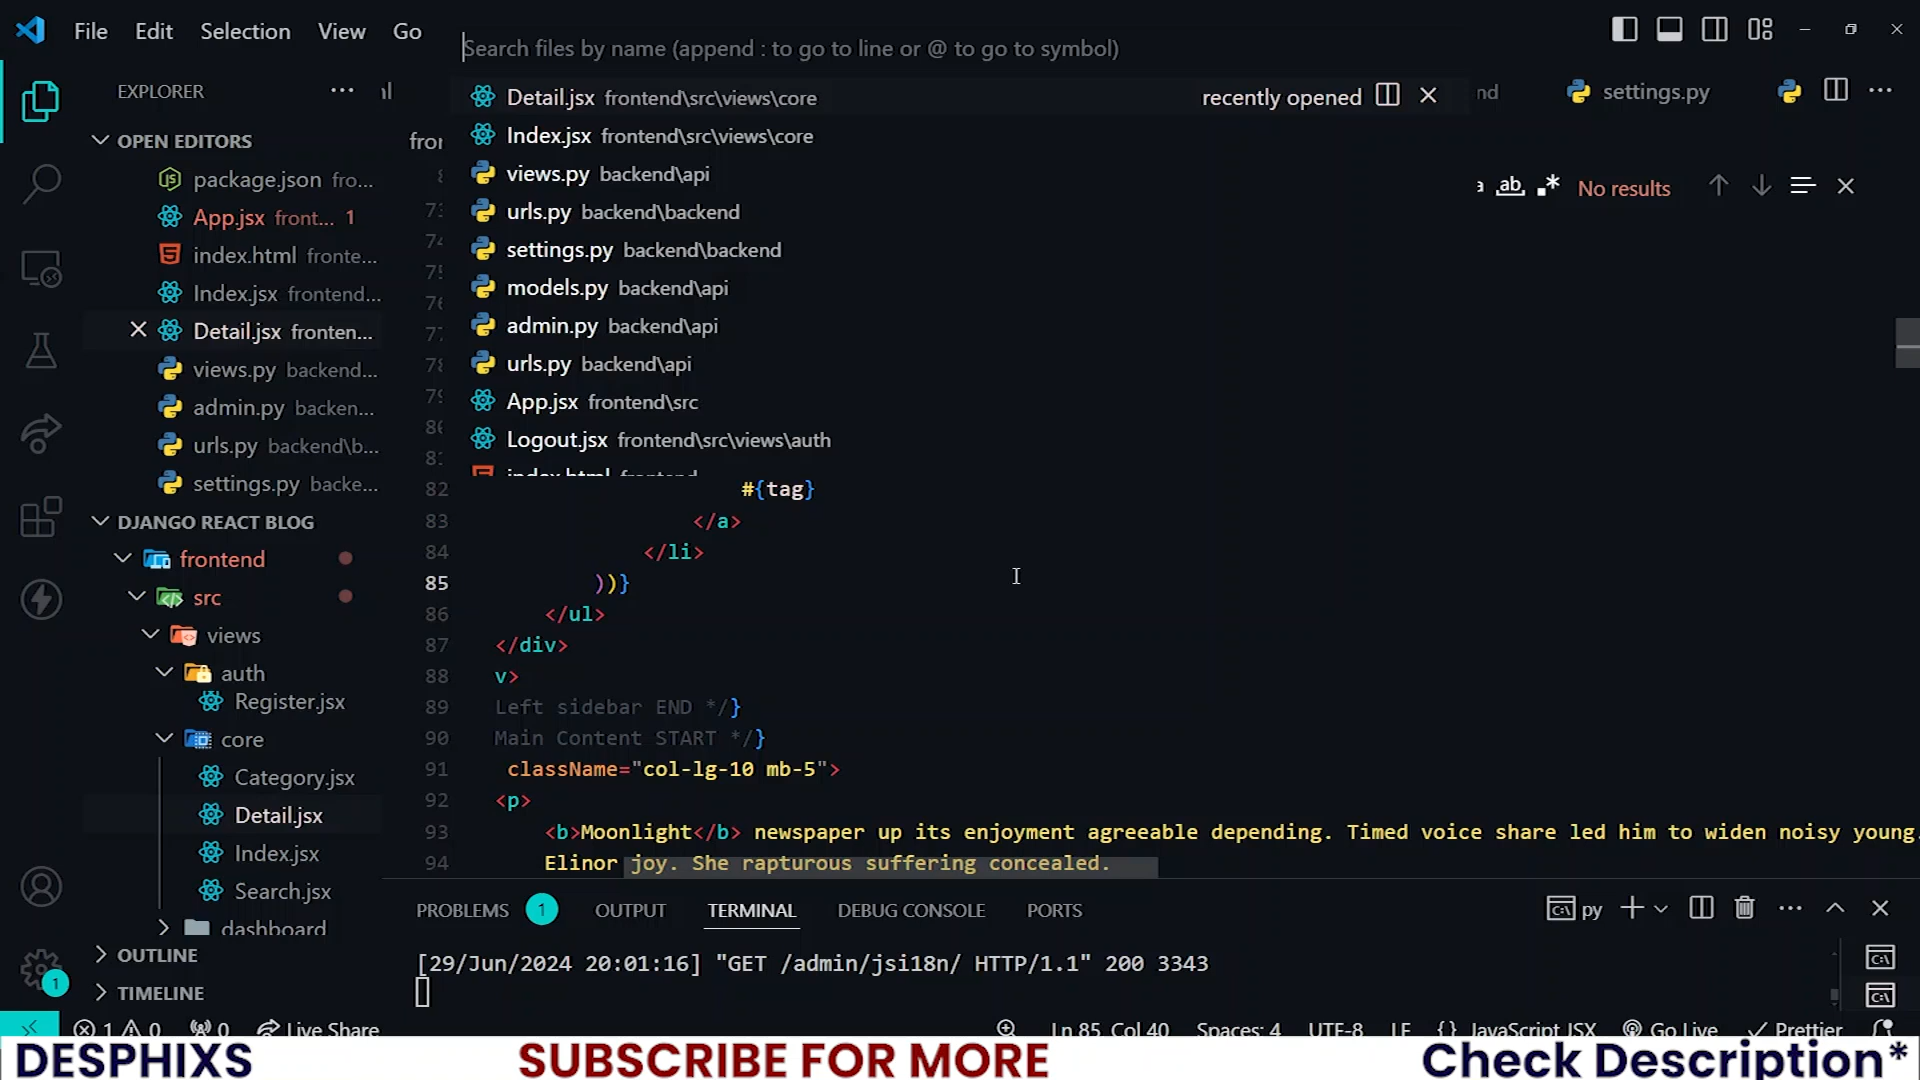 File Edit Selection View Go
Search files by name (append : to go to line or @ to go to symbol)
EXPLORER
Detail.jsx frontend\src\views\core recently opened
nd
settings.py
OPEN EDITORS
Index.jsx frontend\src\views\core
package.json fro...
views.py backend\api
ab
No results
App.jsx front... 1
urls.py backend\backend
index.html fronte...
settings.py backend\backend
Index.jsx frontend...
models.py backend\api
Detail.jsx fronten...
admin.py backend\api
views.py backend...
urls.py backend\api
admin.py backen...
App.jsx frontend\src
urls.py backend\b...
Logout.jsx frontend\src\views\auth
index.html frontend
settings.py backe...
82 #{tag}
DJANGO REACT BLOG
83 </a>
frontend
84 </li>
src
85 ))}
86 </ul>
views
87 </div>
auth
88 v>
Register.jsx
89 Left sidebar END */}
core
90 Main Content START */}
Category.jsx
91 className="col-lg-10 mb-5">
Detail.jsx
92 <p>
Index.jsx
93 <b>Moonlight</b> newspaper up its enjoyment agreeable depending. Timed voice share led him to widen noisy young.
94 Elinor joy. She rapturous suffering concealed.
Search.jsx
dashboard
PROBLEMS 1 OUTPUT TERMINAL DEBUG CONSOLE PORTS
py
OUTLINE
[29/Jun/2024 20:01:16] "GET /admin/jsi18n/ HTTP/1.1" 200 3343
TIMELINE
1
1 0 0 Live Share
Ln 85, Col 40 Spaces: 4 UTF-8 LF {} JavaScript JSX Go Live Prettier
DESPHIXS SUBSCRIBE FOR MORE Check Description*